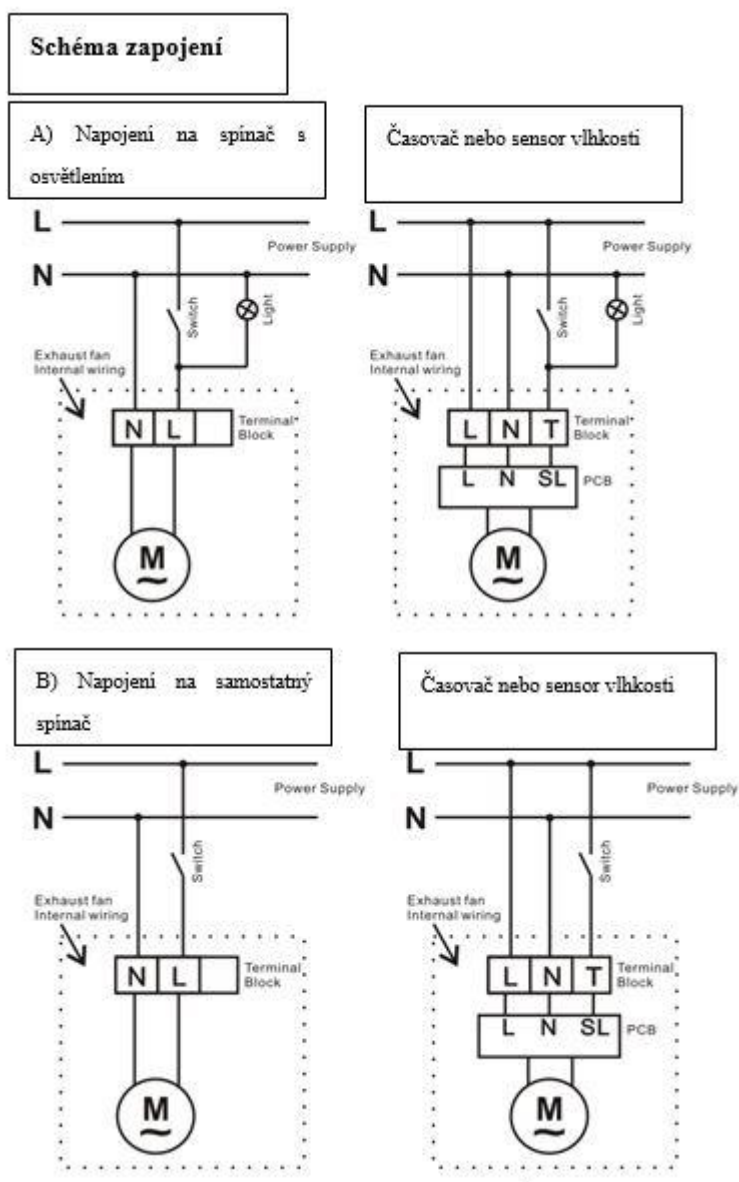 Schéma zapojení
A) Napojení na spínač s
osvětlením
Časovač nebo sensor vlhkosti
L
Power Supply
N
Switch
Light
Exhaust fan
Internal wiring
N L
Terminal
Block
M
~
L
Power Supply
N
Switch
Light
Exhaust fan
Internal wiring
L N T
Terminal
Block
L N SL
PCB
M
~
B) Napojení na samostatný
spínač
Časovač nebo sensor vlhkosti
L
Power Supply
N
Switch
Exhaust fan
Internal wiring
N L
Terminal
Block
M
~
L
Power Supply
N
Switch
Exhaust fan
Internal wiring
L N T
Terminal
Block
L N SL
PCB
M
~